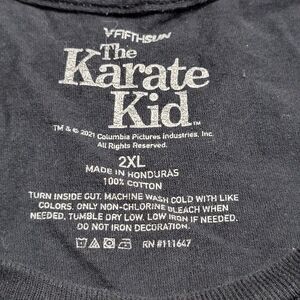 FIFTHSUN
The
Karate
Kid™
TM & © 2021 Columbia Pictures Industries, Inc.
All Rights Reserved.
2XL
MADE IN HONDURAS
100% COTTON
TURN INSIDE OUT. MACHINE WASH COLD WITH LIKE
COLORS. ONLY NON-CHLORINE BLEACH WHEN
NEEDED. TUMBLE DRY LOW. LOW IRON IF NEEDED.
DO NOT IRON DECORATION.
RN #111647